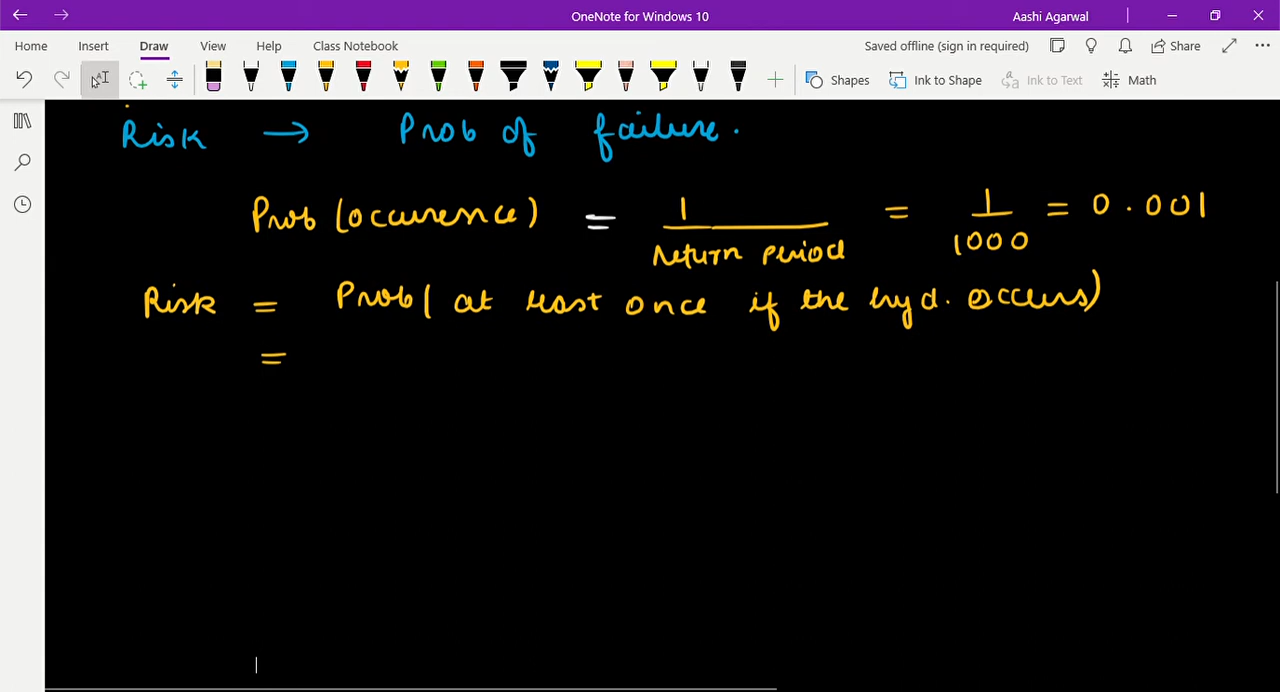 OneNote for Windows 10
Aashi Agarwal
Home Insert Draw View Help Class Notebook
Saved offline (sign in required) Share
Shapes Ink to Shape Ink to Text Math
Risk → Prob of failure.
Prob (occurence) = 1 / return period = 1 / 1000 = 0.001
Risk = Prob( at least once if the hyd. occurs)
=